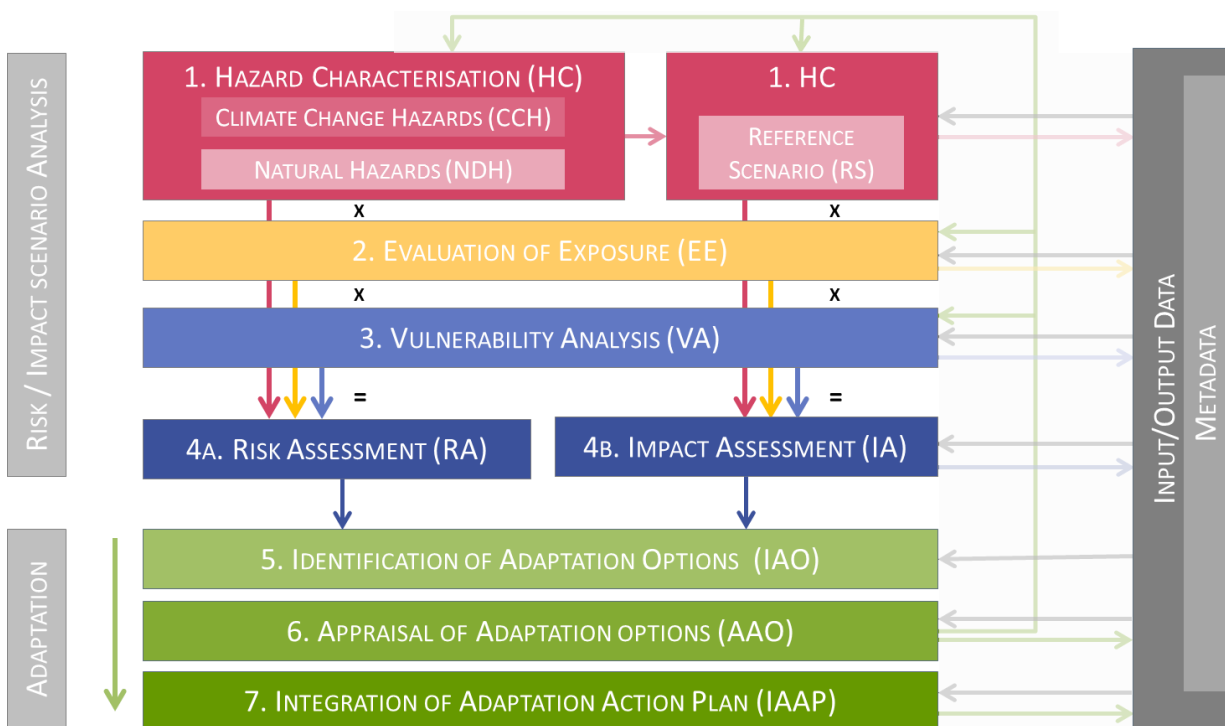 RISK / IMPACT SCENARIO ANALYSIS
1. HAZARD CHARACTERISATION (HC)
CLIMATE CHANGE HAZARDS (CCH)
NATURAL HAZARDS (NDH)
1. HC
REFERENCE
SCENARIO (RS)
x
x
2. EVALUATION OF EXPOSURE (EE)
x
x
3. VULNERABILITY ANALYSIS (VA)
=
=
4A. RISK ASSESSMENT (RA)
4B. IMPACT ASSESSMENT (IA)
ADAPTATION
5. IDENTIFICATION OF ADAPTATION OPTIONS (IAO)
6. APPRAISAL OF ADAPTATION OPTIONS (AAO)
7. INTEGRATION OF ADAPTATION ACTION PLAN (IAAP)
INPUT/OUTPUT DATA
METADATA